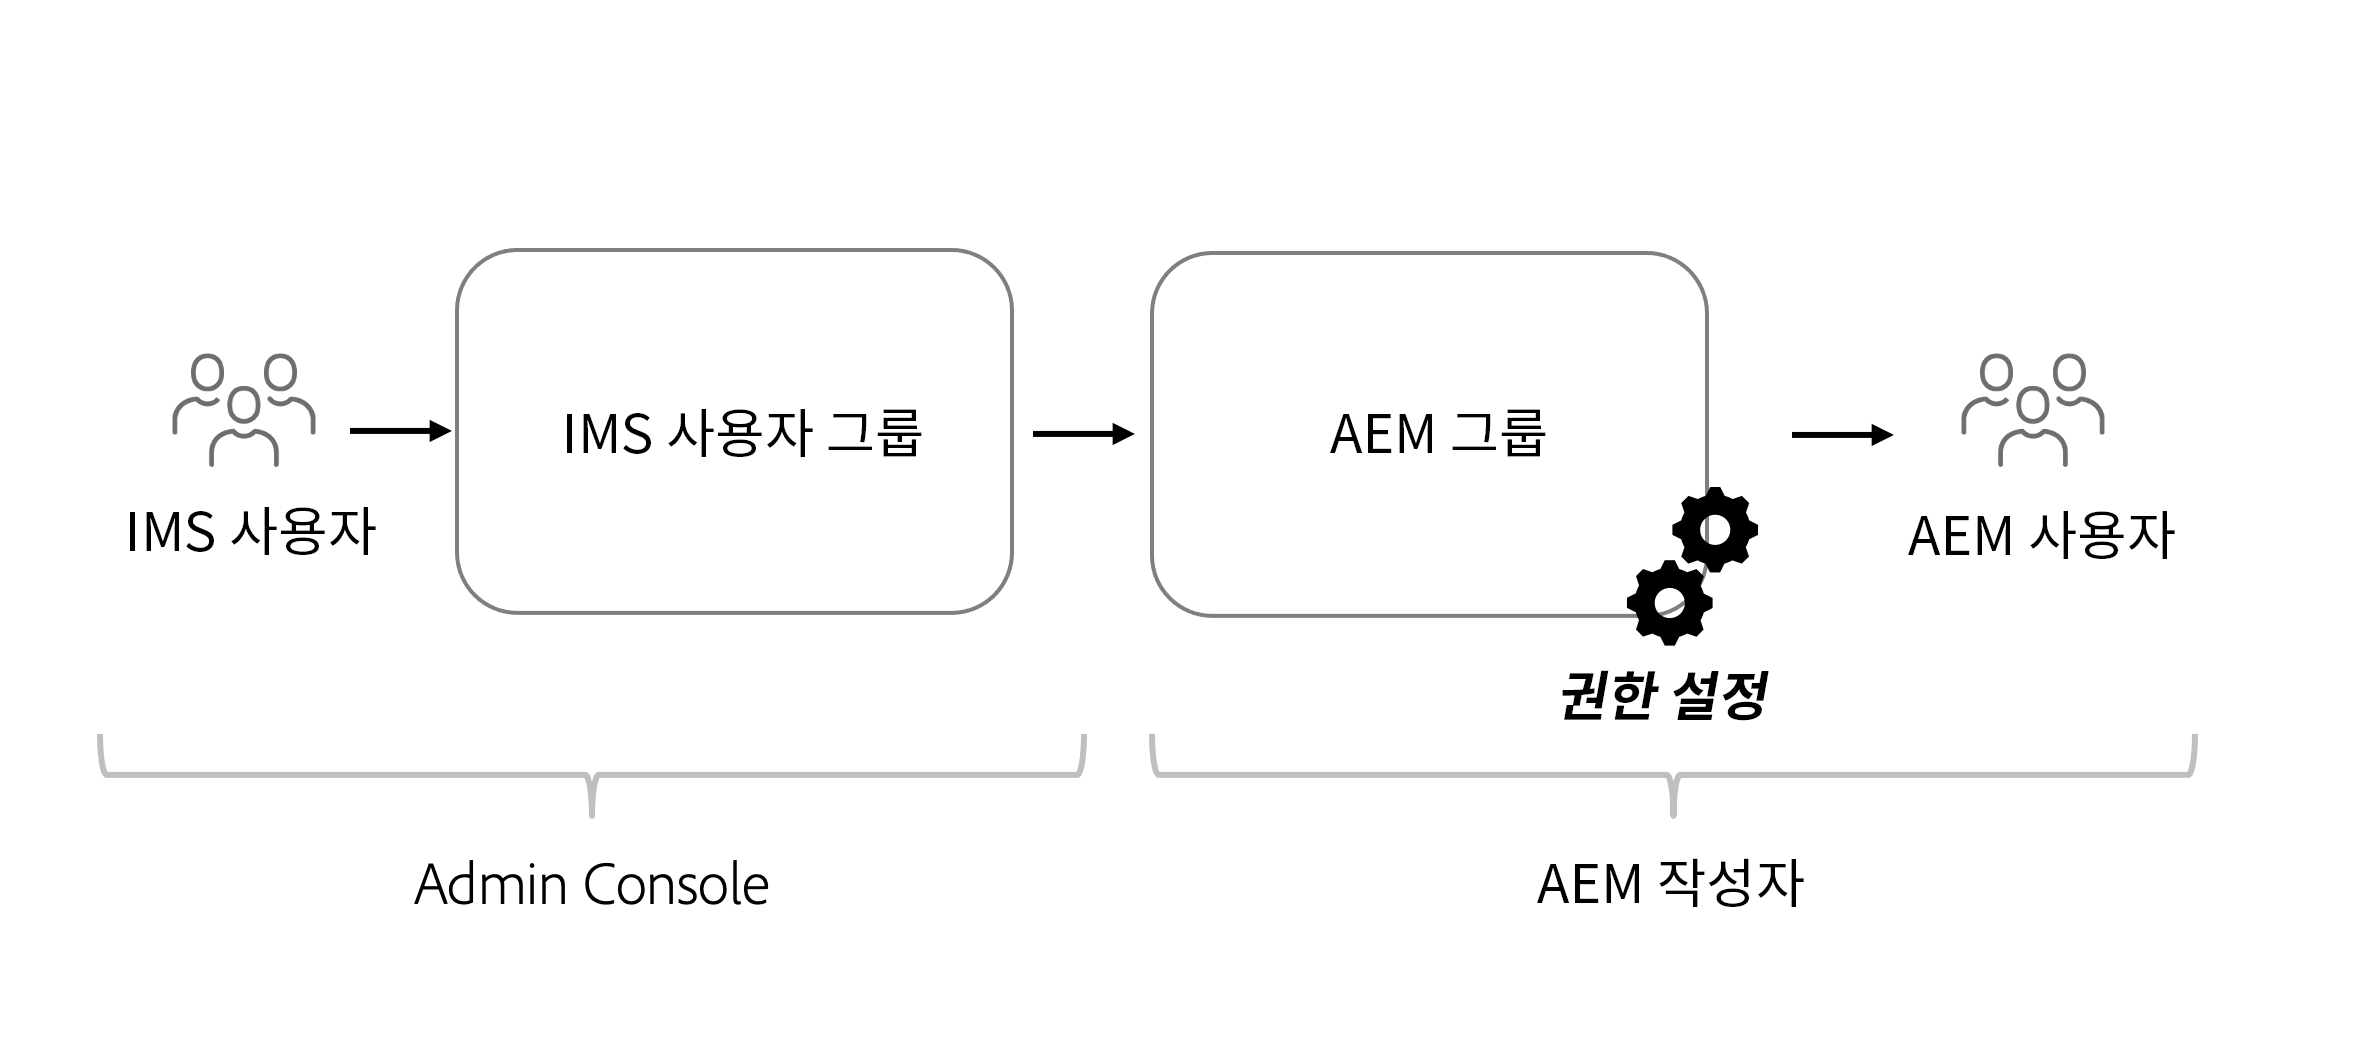 IMS 사용자
IMS 사용자 그룹
AEM 그룹
권한 설정
AEM 사용자
Admin Console
AEM 작성자